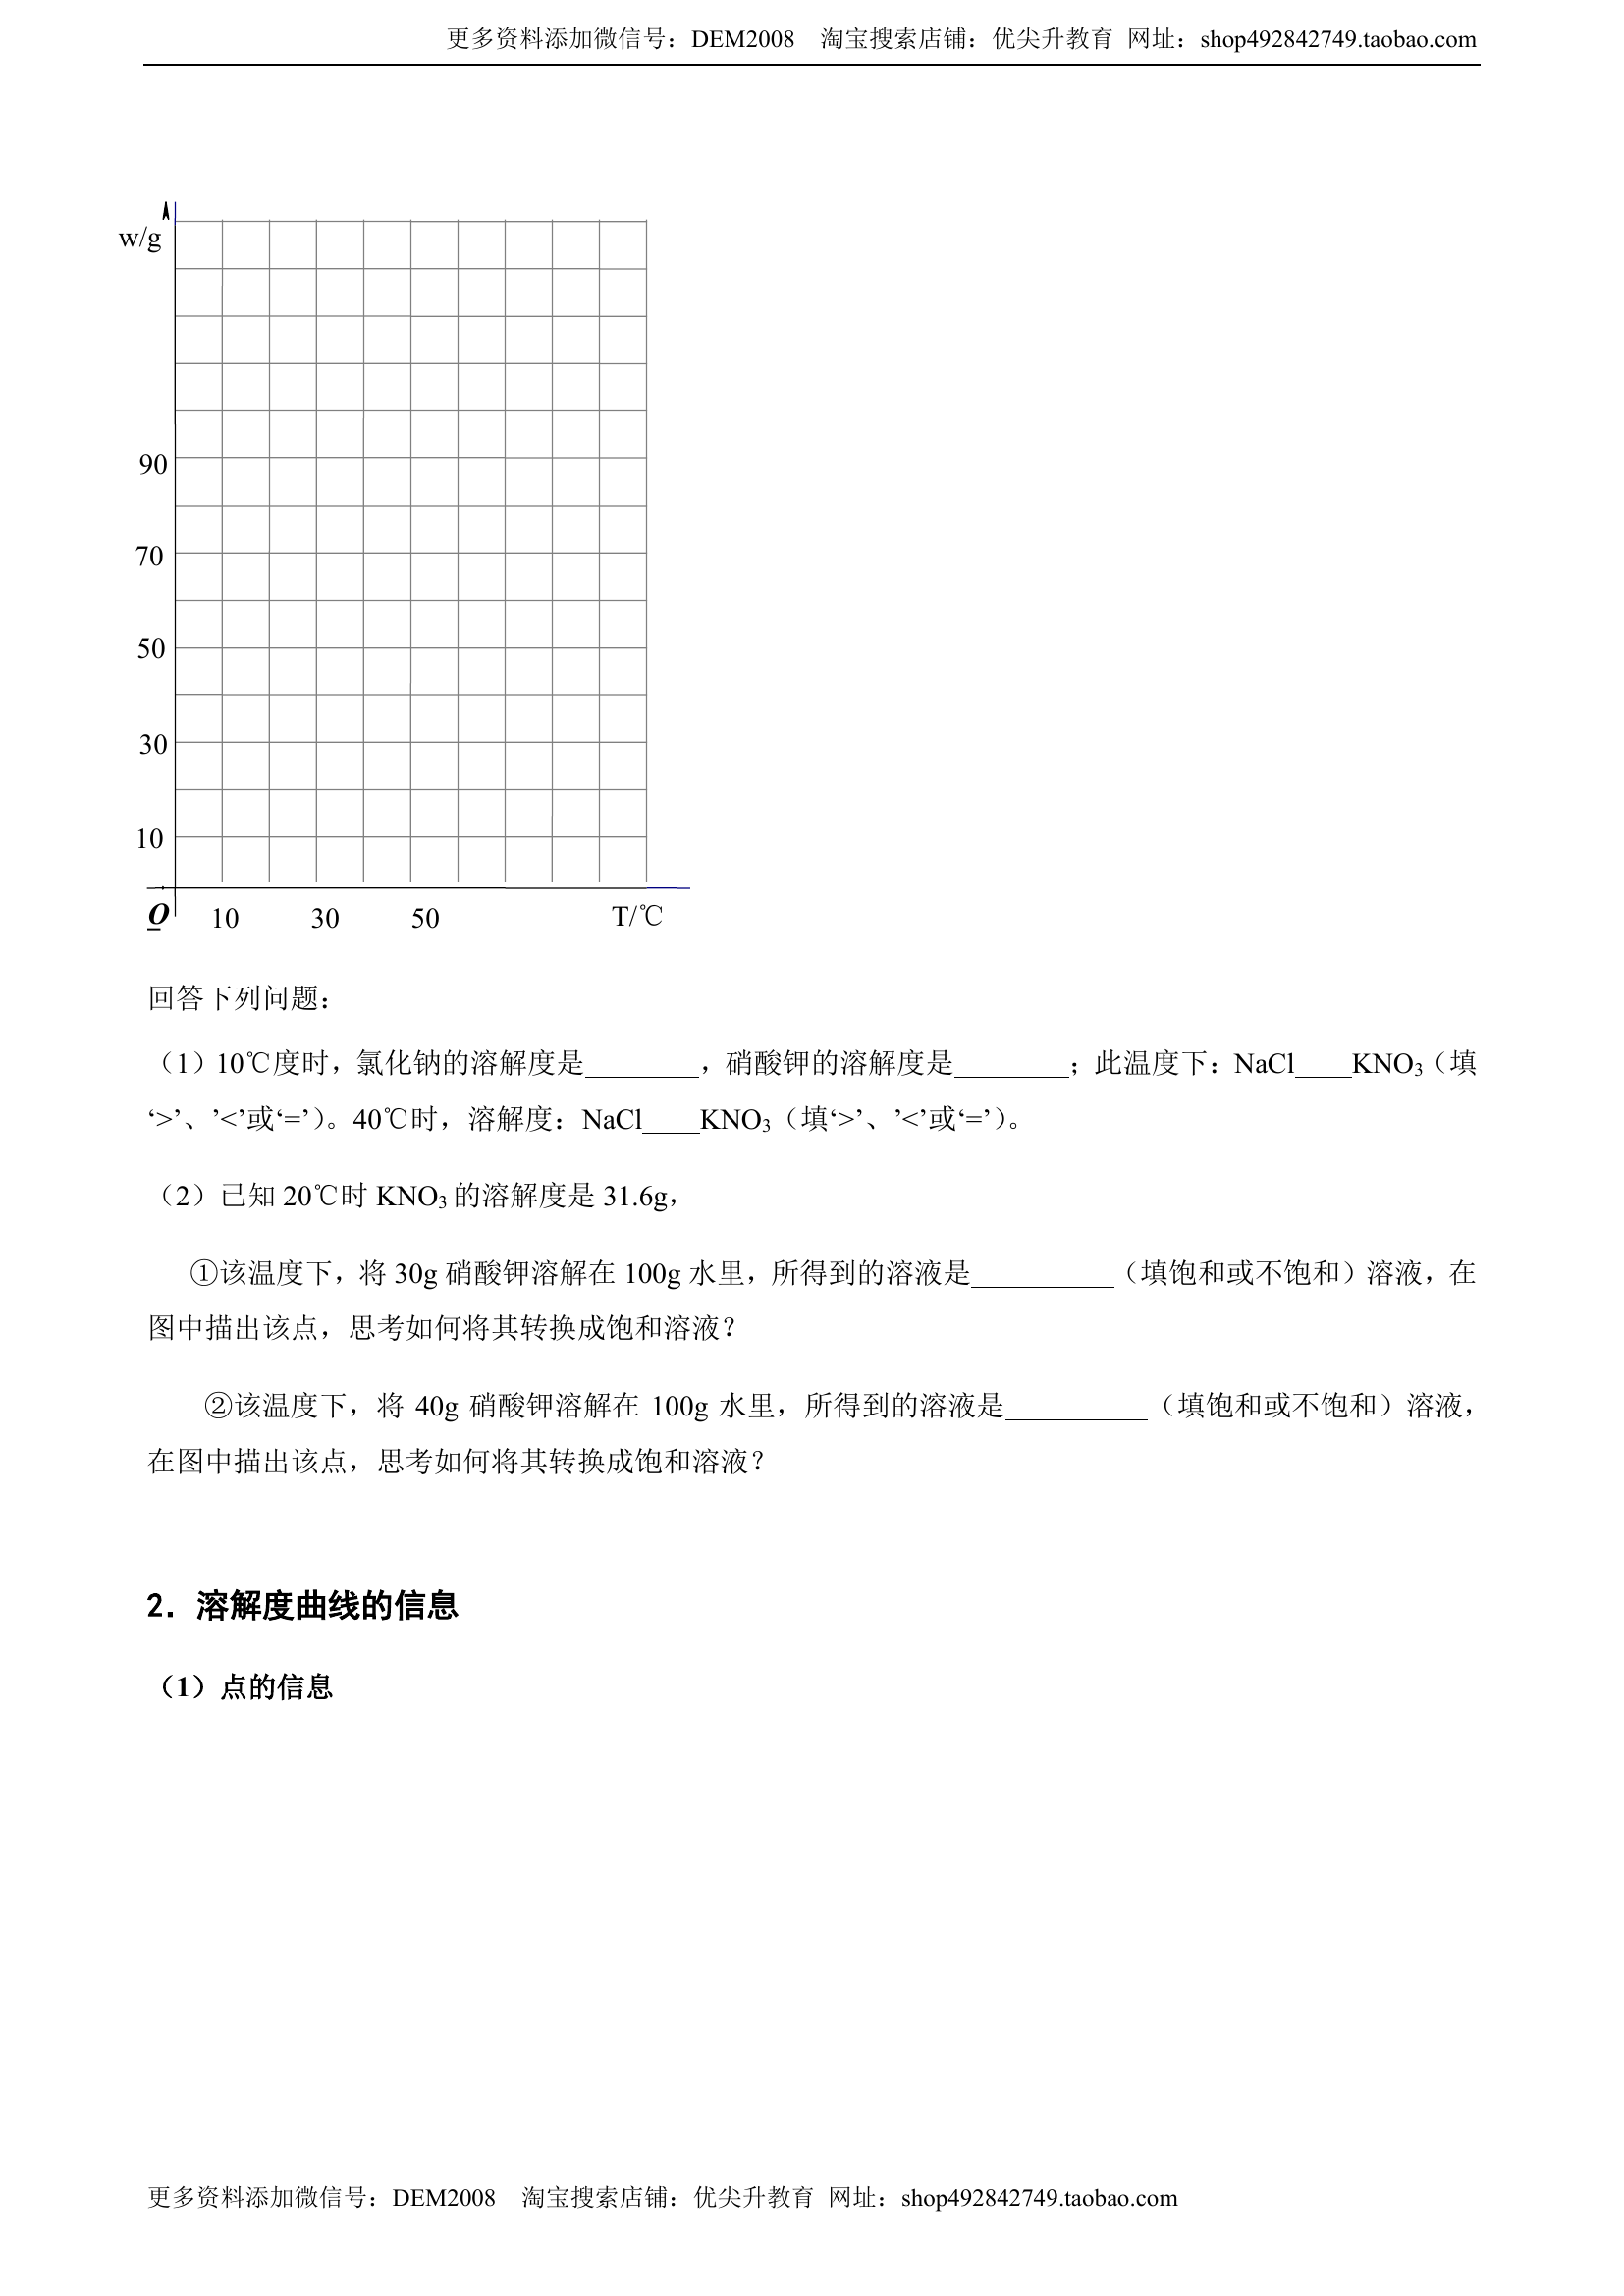 更多资料添加微信号：DEM2008 淘宝搜索店铺：优尖升教育 网址：shop492842749.taobao.com
w/g
90
70
50
30
10
O 10 30 50 T/℃
回答下列问题：
（1）10℃度时，氯化钠的溶解度是________，硝酸钾的溶解度是________；此温度下：NaCl____KNO₃（填
‘>’、’<’或‘=’）。40℃时，溶解度：NaCl____KNO₃（填‘>’、’<’或‘=’）。
（2）已知 20℃时 KNO₃ 的溶解度是 31.6g，
①该温度下，将 30g 硝酸钾溶解在 100g 水里，所得到的溶液是__________（填饱和或不饱和）溶液，在
图中描出该点，思考如何将其转换成饱和溶液？
②该温度下，将 40g 硝酸钾溶解在 100g 水里，所得到的溶液是__________（填饱和或不饱和）溶液，
在图中描出该点，思考如何将其转换成饱和溶液？
2．溶解度曲线的信息
（1）点的信息
更多资料添加微信号：DEM2008 淘宝搜索店铺：优尖升教育 网址：shop492842749.taobao.com